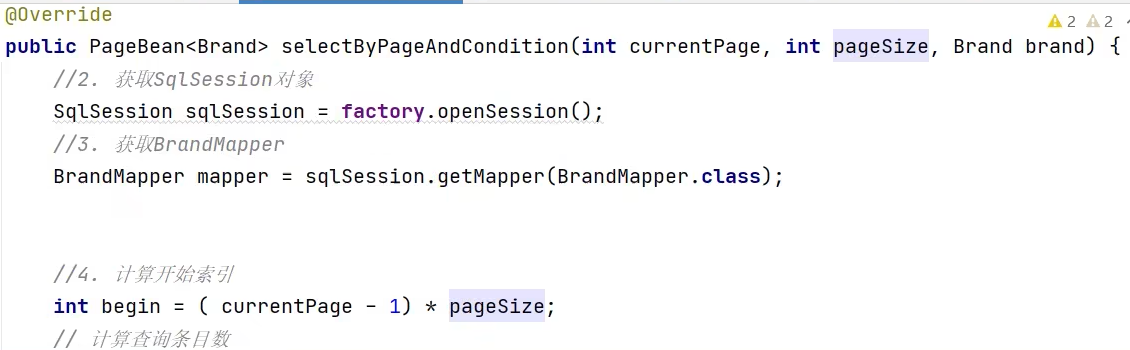 @Override
2 2
public PageBean<Brand> selectByPageAndCondition(int currentPage, int pageSize, Brand brand) {
//2. 获取SqlSession对象
SqlSession sqlSession = factory.openSession();
//3. 获取BrandMapper
BrandMapper mapper = sqlSession.getMapper(BrandMapper.class);
//4. 计算开始索引
int begin = ( currentPage - 1) * pageSize;
// 计算查询条目数